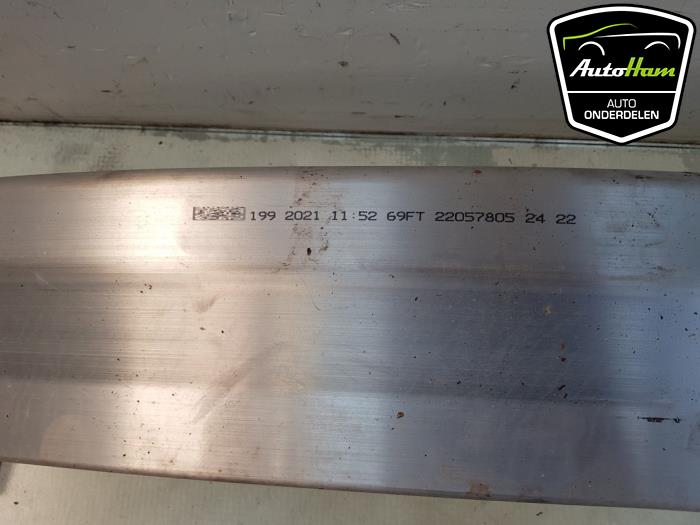 AutoHam
AUTO
ONDERDELEN
199 2021 11:52 69FT 22057805 24 22